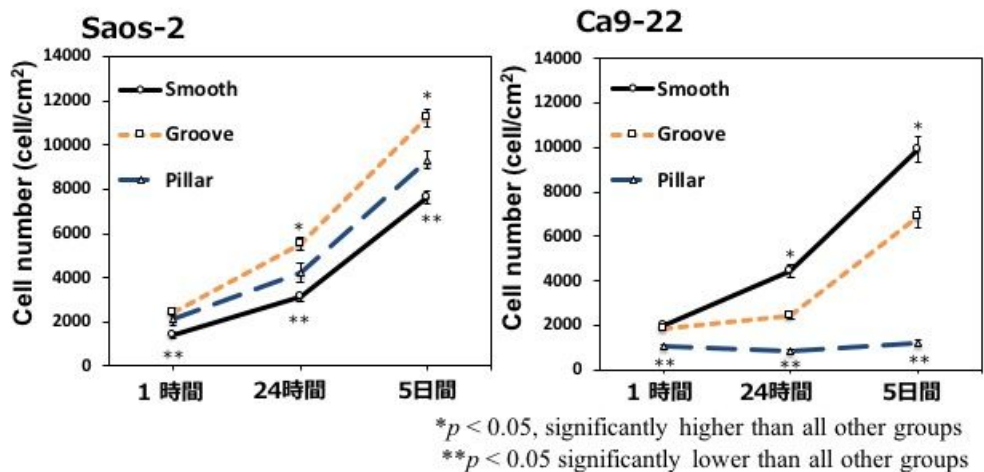 Saos-2
Cell number (cell/cm²)
14000
12000
10000
8000
6000
4000
2000
0
Smooth
Groove
Pillar
*
*
**
**
**
1 時間
24時間
5日間
Ca9-22
Cell number (cell/cm²)
14000
12000
10000
8000
6000
4000
2000
0
Smooth
Groove
Pillar
*
*
**
**
**
1 時間
24時間
5日間
*p < 0.05, significantly higher than all other groups
**p < 0.05 significantly lower than all other groups